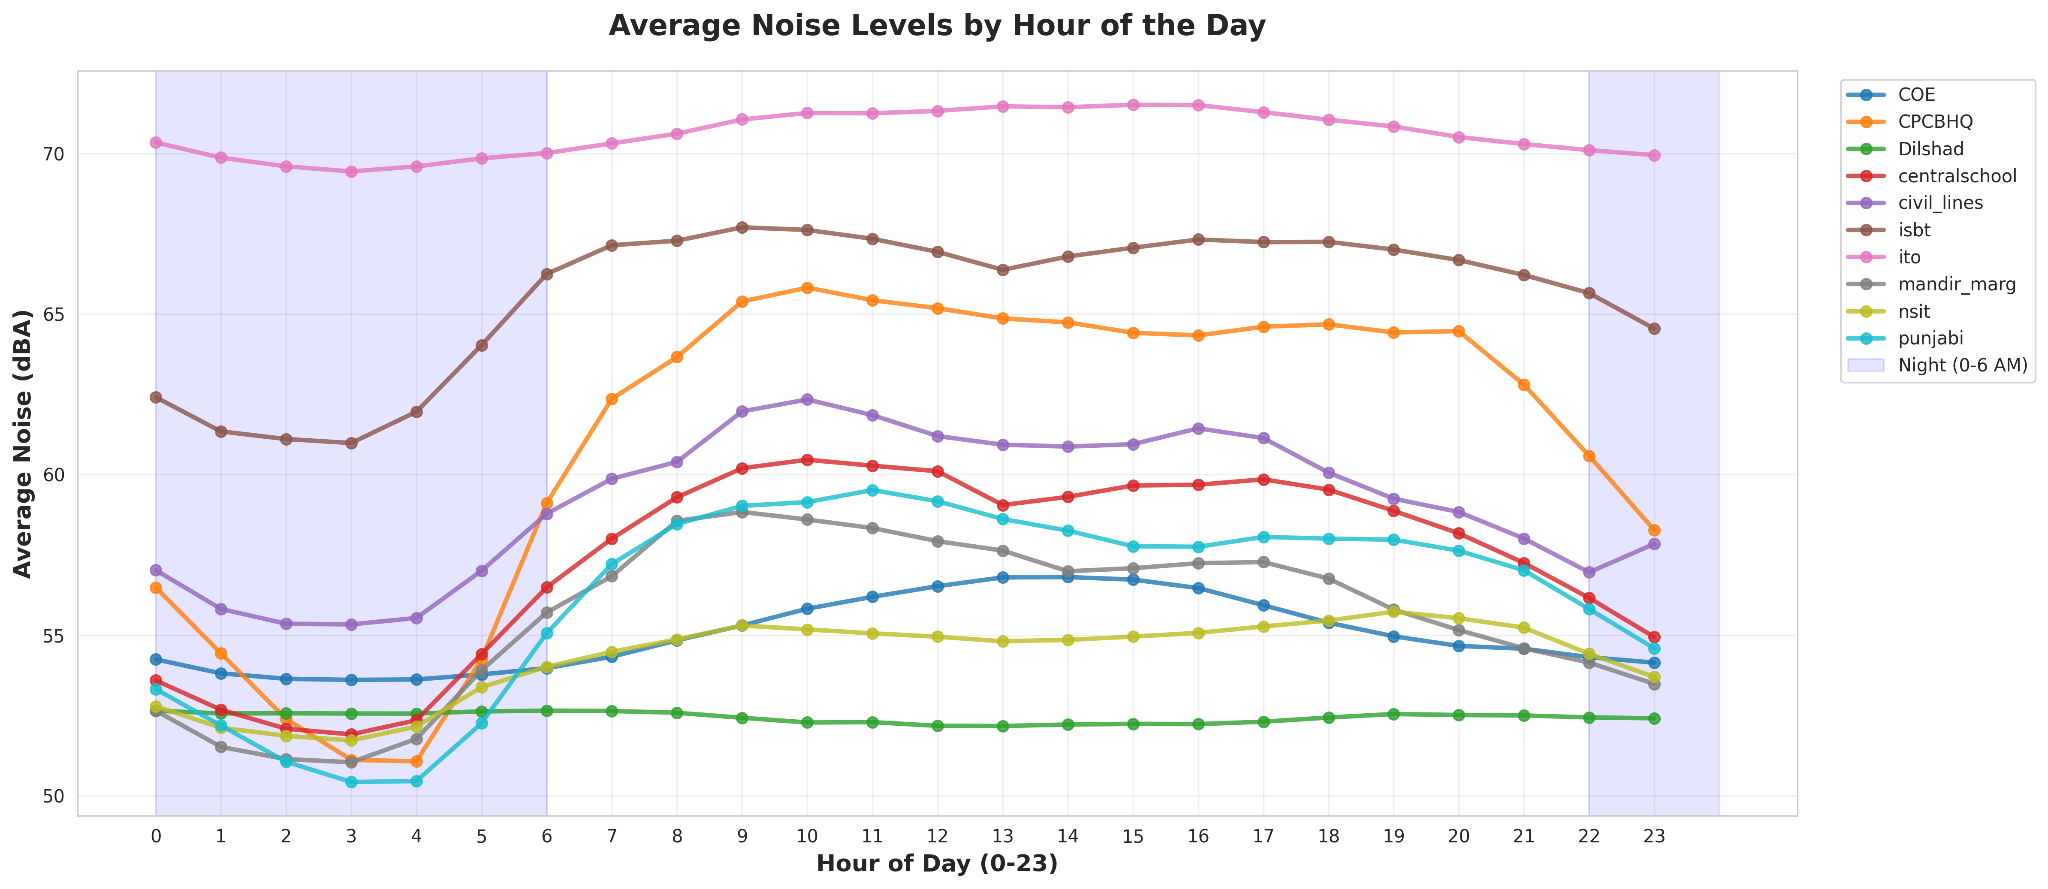 Average Noise Levels by Hour of the Day
Average Noise (dBA)
70
65
60
55
50
0 1 2 3 4 5 6 7 8 9 10 11 12 13 14 15 16 17 18 19 20 21 22 23
Hour of Day (0-23)
COE
CPCBHQ
Dilshad
centralschool
civil_lines
isbt
ito
mandir_marg
nsit
punjabi
Night (0-6 AM)